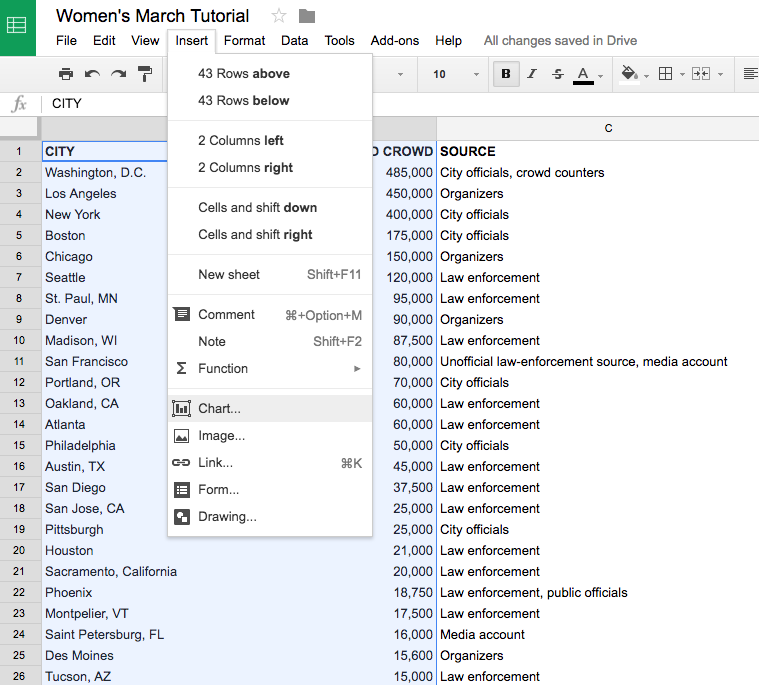 Women's March Tutorial
File Edit View Insert Format Data Tools Add-ons Help All changes saved in Drive
10 B I S A
fx CITY
43 Rows above
43 Rows below
2 Columns left
2 Columns right
Cells and shift down
Cells and shift right
New sheet Shift+F11
Comment ⌘+Option+M
Note Shift+F2
Σ Function ►
Chart...
Image...
Link... ⌘K
Form...
Drawing...
C
1 CITY D CROWD SOURCE
2 Washington, D.C. 485,000 City officials, crowd counters
3 Los Angeles 450,000 Organizers
4 New York 400,000 City officials
5 Boston 175,000 City officials
6 Chicago 150,000 Organizers
7 Seattle 120,000 Law enforcement
8 St. Paul, MN 95,000 Law enforcement
9 Denver 90,000 Organizers
10 Madison, WI 87,500 Law enforcement
11 San Francisco 80,000 Unofficial law-enforcement source, media account
12 Portland, OR 70,000 City officials
13 Oakland, CA 60,000 Law enforcement
14 Atlanta 60,000 Law enforcement
15 Philadelphia 50,000 City officials
16 Austin, TX 45,000 Law enforcement
17 San Diego 37,500 Law enforcement
18 San Jose, CA 25,000 Law enforcement
19 Pittsburgh 25,000 City officials
20 Houston 21,000 Law enforcement
21 Sacramento, California 20,000 Law enforcement
22 Phoenix 18,750 Law enforcement, public officials
23 Montpelier, VT 17,500 Law enforcement
24 Saint Petersburg, FL 16,000 Media account
25 Des Moines 15,600 Organizers
26 Tucson, AZ 15,000 Law enforcement